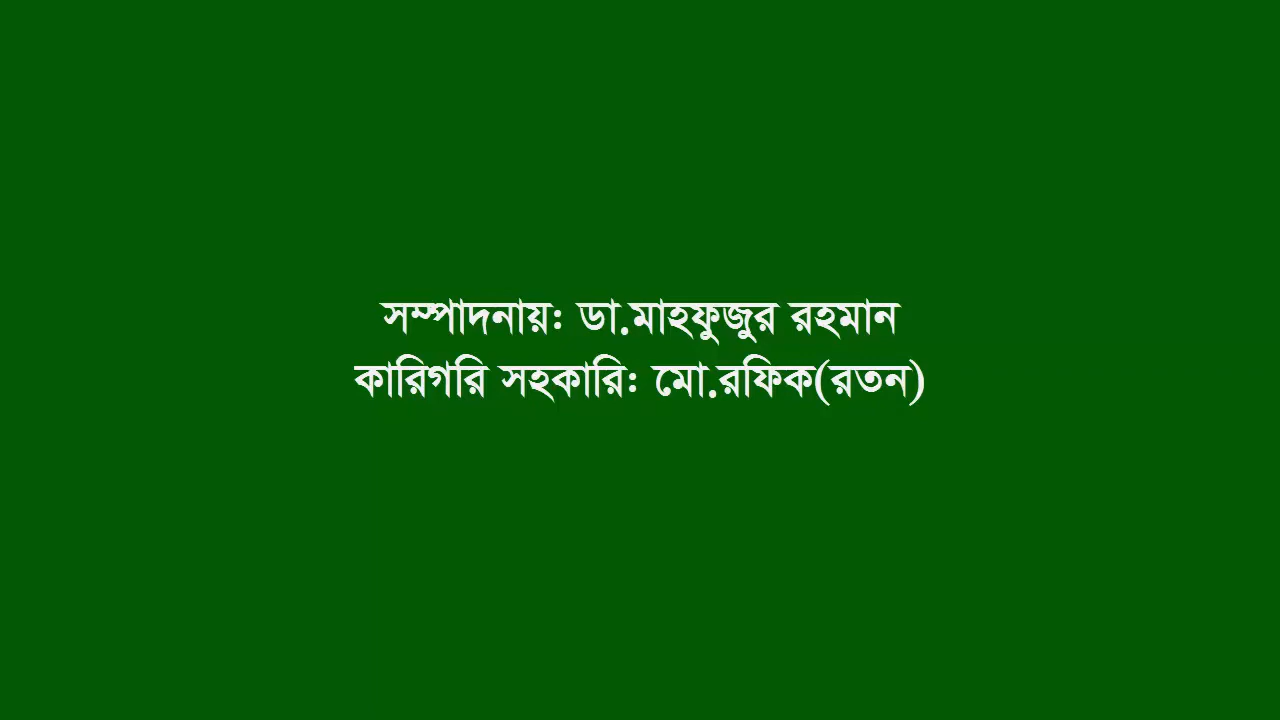 সম্পাদনায়ঃ ডা.মাহফুজুর রহমান
কারিগরি সহকারিঃ মো.রফিক(রতন)